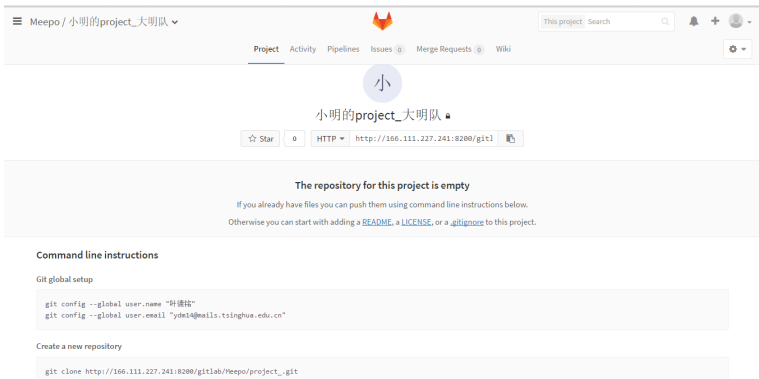 Meepo / 小明的project_大明队
This project Search
Project Activity Pipelines Issues 0 Merge Requests 0 Wiki
小
小明的project_大明队
Star 0 HTTP http://166.111.227.241:8200/gitl
The repository for this project is empty
If you already have files you can push them using command line instructions below.
Otherwise you can start with adding a README, a LICENSE, or a .gitignore to this project.
Command line instructions
Git global setup
git config --global user.name "叶
git config --global user.email "ydm14@mails.tsinghua.edu.cn"
Create a new repository
git clone http://166.111.227.241:8200/gitlab/Meepo/project_.git